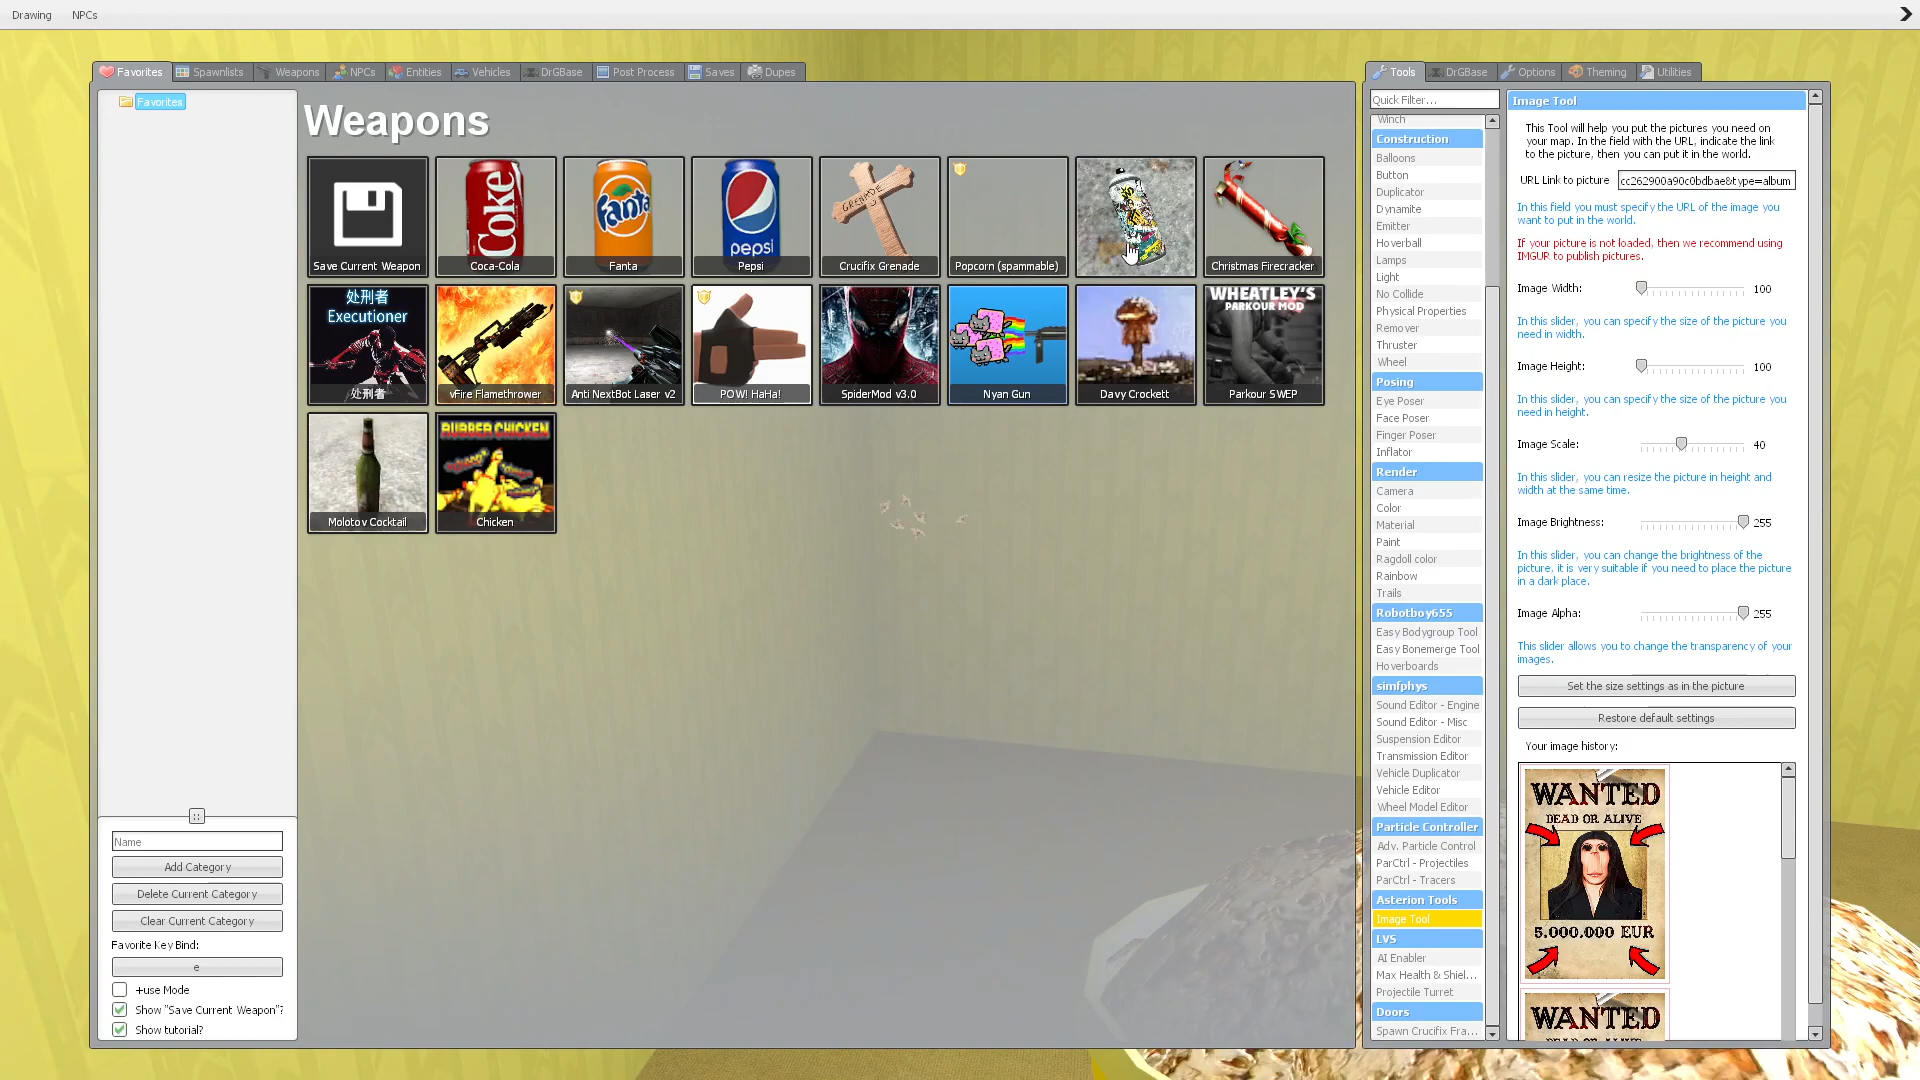 Drawing NPCs
Favorites Spawnlists Weapons NPCs Entities Vehicles DrGBase Post Process Saves Dupes
Favorites
Weapons
Save Current Weapon
Coke
Coca-Cola
Fanta
Fanta
pepsi
Pepsi
GRENADE
Crucifix Grenade
Popcorn (spammable)
Christmas Firecracker
处刑者
Executioner
处刑者
vFire Flamethrower
Anti NextBot Laser v2
POW! HaHa!
SpiderMod v3.0
Nyan Gun
Davy Crockett
WHEATLEY'S
PARKOUR MOD
Parkour SWEP
Molotov Cocktail
RUBBER CHICKEN
Chicken
Name
Add Category
Delete Current Category
Clear Current Category
Favorite Key Bind:
e
+use Mode
Show "Save Current Weapon"?
Show tutorial?
Tools DrGBase Options Theming Utilities
Quick Filter...
Winch
Construction
Balloons
Button
Duplicator
Dynamite
Emitter
Hoverball
Lamps
Light
No Collide
Physical Properties
Remover
Thruster
Wheel
Posing
Eye Poser
Face Poser
Finger Poser
Inflator
Render
Camera
Color
Material
Paint
Ragdoll color
Rainbow
Trails
Robotboy655
Easy Bodygroup Tool
Easy Bonemerge Tool
Hoverboards
simfphys
Sound Editor - Engine
Sound Editor - Misc
Suspension Editor
Transmission Editor
Vehicle Duplicator
Vehicle Editor
Wheel Model Editor
Particle Controller
Adv. Particle Control
ParCtrl - Projectiles
ParCtrl - Tracers
Asterion Tools
Image Tool
LVS
AI Enabler
Max Health & Shiel...
Projectile Turret
Doors
Spawn Crucifix Fra...
Image Tool
This Tool will help you put the pictures you need on
your map. In the field with the URL, indicate the link
to the picture, then you can put it in the world.
URL Link to picture cc262900a90c0bdbae&type=album
In this field you must specify the URL of the image you
want to put in the world.
If your picture is not loaded, then we recommend using
IMGUR to publish pictures.
Image Width: 100
In this slider, you can specify the size of the picture you
need in width.
Image Height: 100
In this slider, you can specify the size of the picture you
need in height.
Image Scale: 40
In this slider, you can resize the picture in height and
width at the same time.
Image Brightness: 255
In this slider, you can change the brightness of the
picture, it is very suitable if you need to place the picture
in a dark place.
Image Alpha: 255
This slider allows you to change the transparency of your
images.
Set the size settings as in the picture
Restore default settings
Your image history:
WANTED
DEAD OR ALIVE
5.000.000 EUR
WANTED
DEAD OR ALIVE